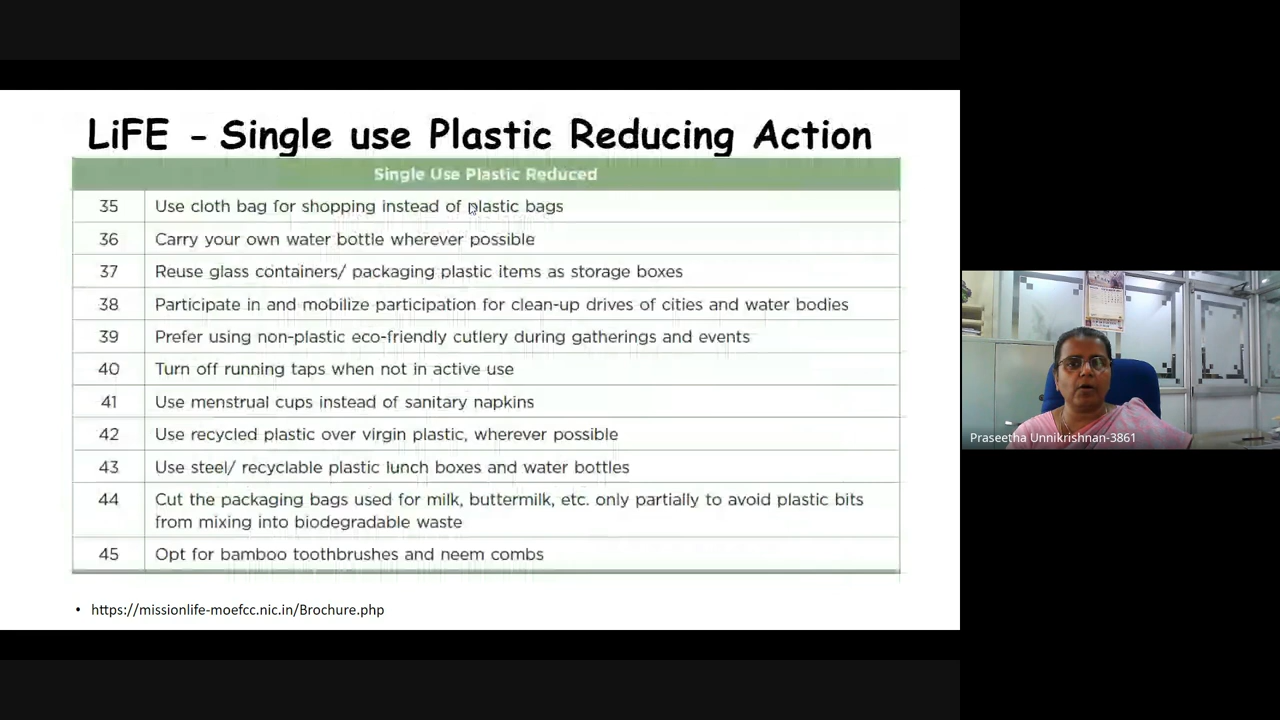 LiFE - Single use Plastic Reducing Action
Single Use Plastic Reduced
35 Use cloth bag for shopping instead of plastic bags
36 Carry your own water bottle wherever possible
37 Reuse glass containers/ packaging plastic items as storage boxes
38 Participate in and mobilize participation for clean-up drives of cities and water bodies
39 Prefer using non-plastic eco-friendly cutlery during gatherings and events
40 Turn off running taps when not in active use
41 Use menstrual cups instead of sanitary napkins
42 Use recycled plastic over virgin plastic, wherever possible
43 Use steel/ recyclable plastic lunch boxes and water bottles
44 Cut the packaging bags used for milk, buttermilk, etc. only partially to avoid plastic bits
from mixing into biodegradable waste
45 Opt for bamboo toothbrushes and neem combs
• https://missionlife-moefcc.nic.in/Brochure.php
Praseetha Unnikrishnan-3861